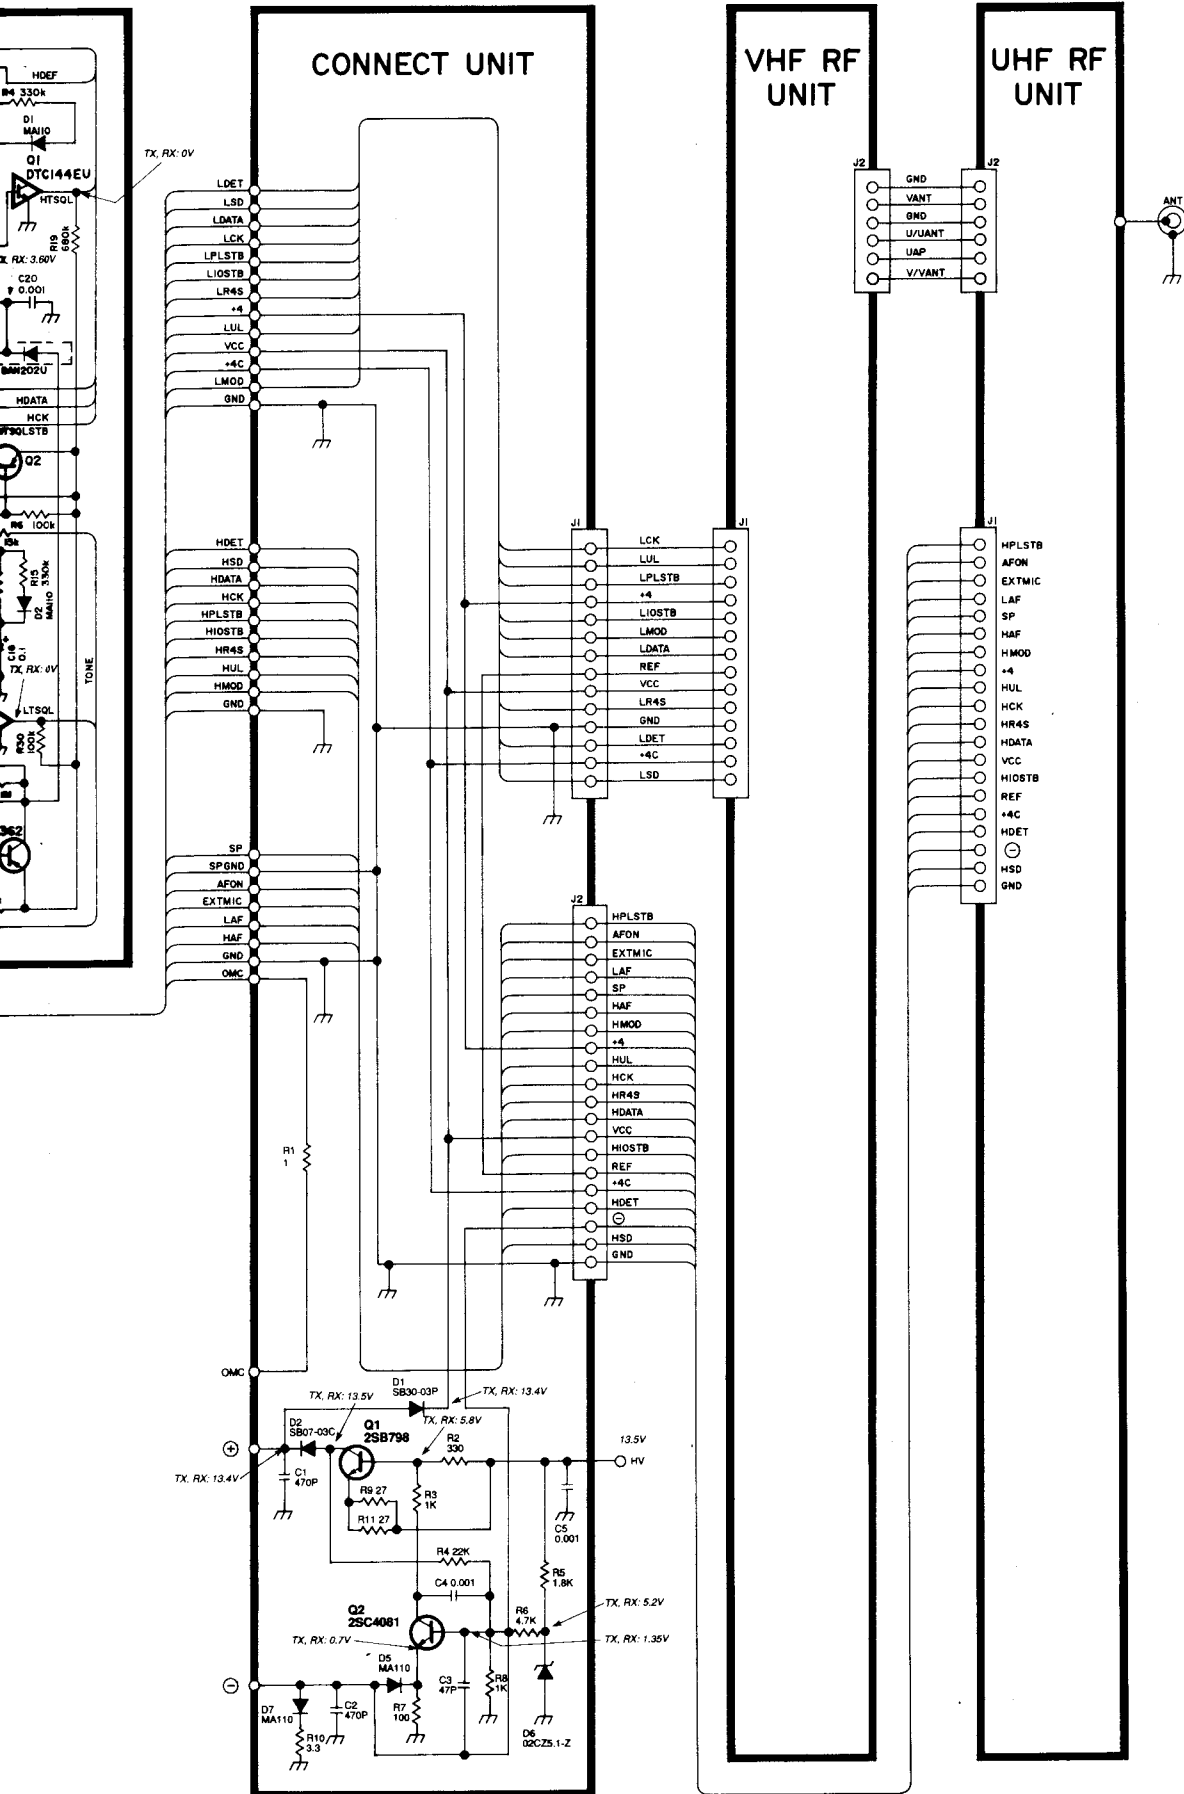 CONNECT UNIT
VHF RF
UNIT
UHF RF
UNIT
HDEF
R4 330k
D1
MA110
Q1
DTC144EU
HTSQL
TX, RX: 0V
R19
680k
RX: 3.60V
C20
0.001
DAN202U
HDATA
HCK
HTSQLSTB
Q2
R6 100k
15k
R15
330k
D2
MA110
C16
0.1
TX, RX: 0V
TONE
LTSQL
R30
100k
1M
362
LDET
LSD
LDATA
LCK
LPLSTB
LIOSTB
LR4S
+4
LUL
VCC
+4C
LMOD
GND
HDET
HSD
HDATA
HCK
HPLSTB
HIOSTB
HR4S
HUL
HMOD
GND
SP
SPGND
AFON
EXTMIC
LAF
HAF
GND
OMC
R1
1
OMC
J1
LCK
LUL
LPLSTB
+4
LIOSTB
LMOD
LDATA
REF
VCC
LR4S
GND
LDET
+4C
LSD
J1
J2
HPLSTB
AFON
EXTMIC
LAF
SP
HAF
HMOD
+4
HUL
HCK
HR4S
HDATA
VCC
HIOSTB
REF
+4C
HDET
⊖
HSD
GND
J2
GND
VANT
GND
U/UANT
UAP
V/VANT
J2
ANT
J1
HPLSTB
AFON
EXTMIC
LAF
SP
HAF
HMOD
+4
HUL
HCK
HR4S
HDATA
VCC
HIOSTB
REF
+4C
HDET
⊖
HSD
GND
D1
SB30-03P
TX, RX: 13.5V
TX, RX: 13.4V
D2
SB07-03C
Q1
2SB798
TX, RX: 5.8V
R2
330
13.5V
HV
⊕
TX, RX: 13.4V
C1
470P
R9 27
R11 27
R3
1K
C5
0.001
R4 22K
C4 0.001
R5
1.8K
Q2
2SC4081
R6
4.7K
TX, RX: 5.2V
TX, RX: 0.7V
TX, RX: 1.35V
D5
MA110
⊖
D7
MA110
C2
470P
R7
100
C3
47P
R8
1K
R10
3.3
D6
02CZ5.1-Z